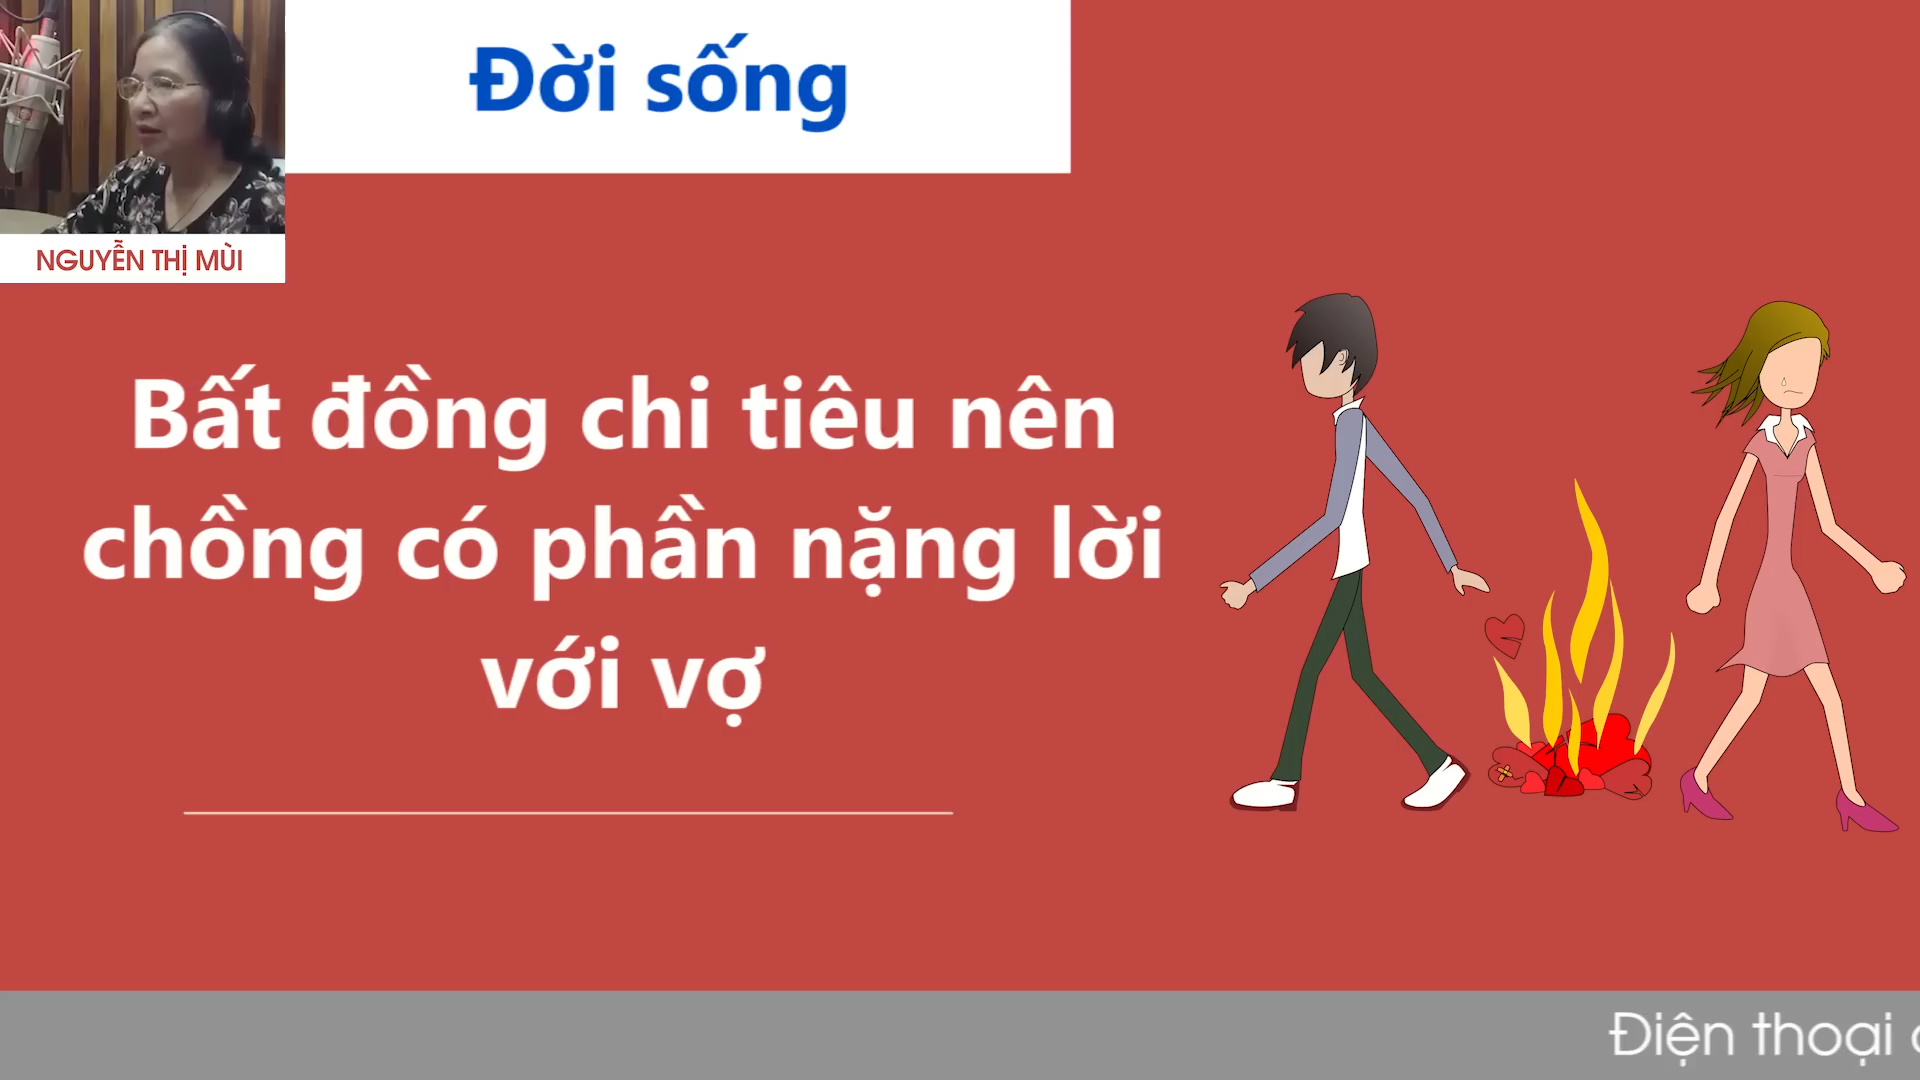 Đời sống
NGUYỄN THỊ MÙI
Bất đồng chi tiêu nên
chồng có phần nặng lời
với vợ
Điện thoại